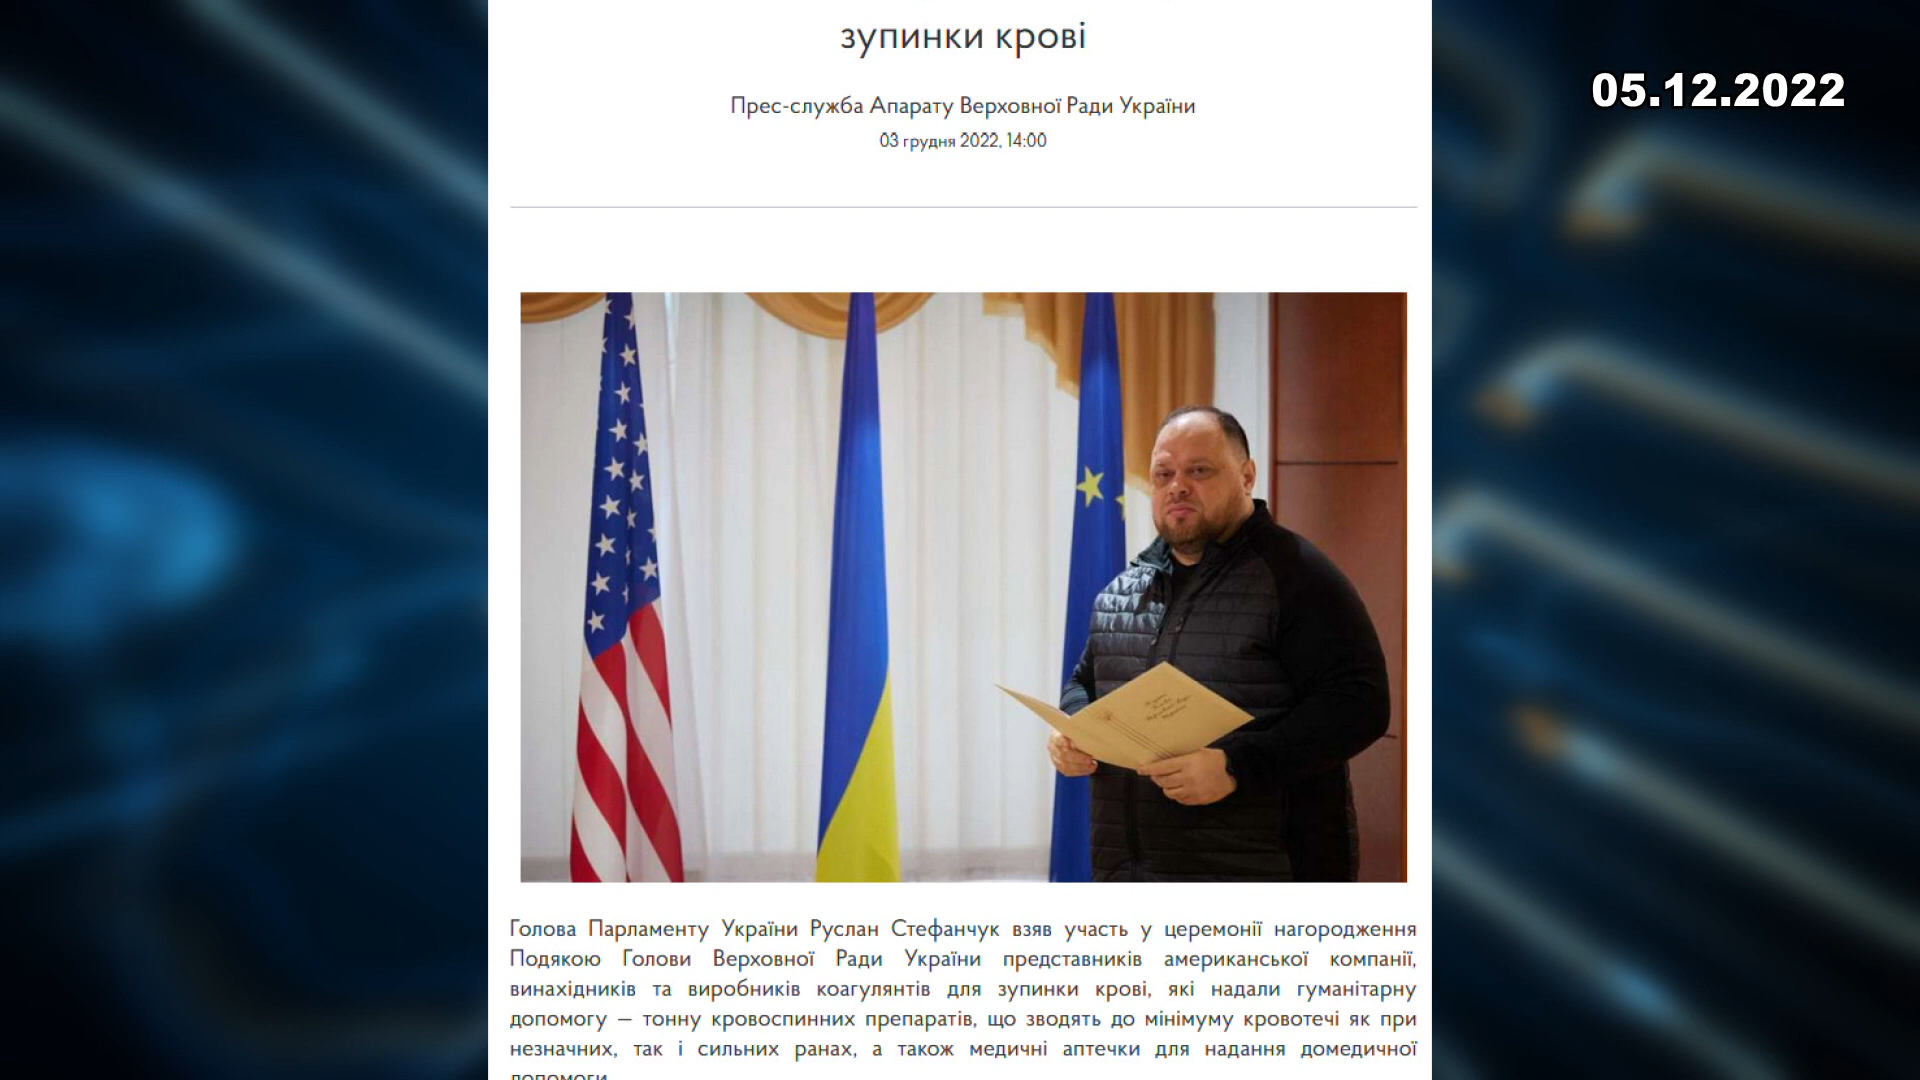 зупинки крові
05.12.2022
Прес-служба Апарату Верховної Ради України
03 грудня 2022, 14:00
Голова Парламенту України Руслан Стефанчук взяв участь у церемонії нагородження
Подякою Голови Верховної Ради України представників американської компанії,
винахідників та виробників коагулянтів для зупинки крові, які надали гуманітарну
допомогу – тонну кровоспинних препаратів, що зводять до мінімуму кровотечі як при
незначних, так і сильних ранах, а також медичні аптечки для надання домедичної
допомоги.